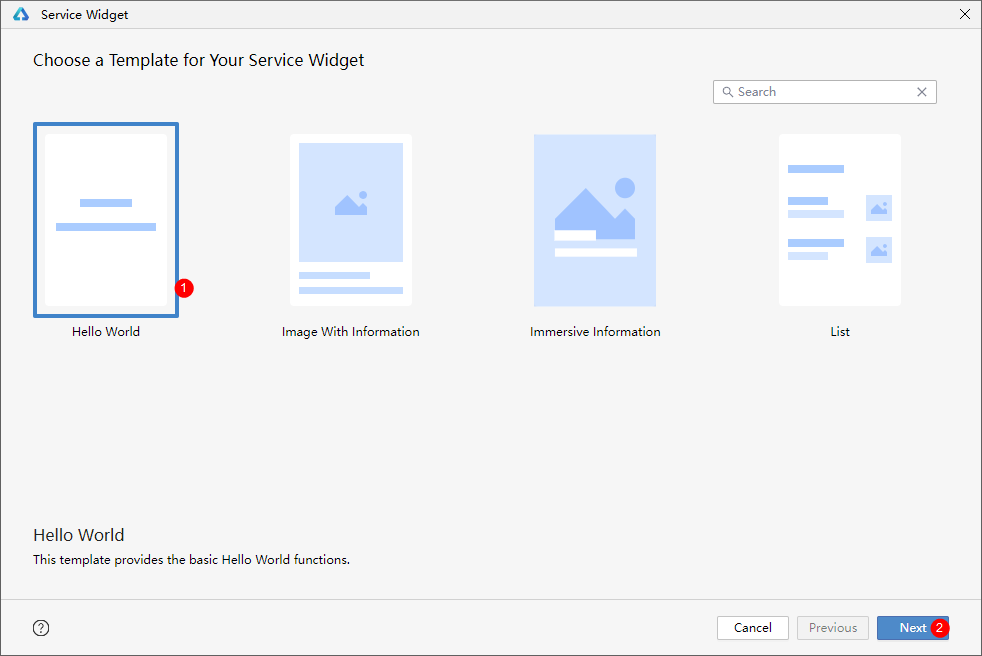 Service Widget
Choose a Template for Your Service Widget
Search
1
Hello World
Image With Information
Immersive Information
List
Hello World
This template provides the basic Hello World functions.
?
Cancel
Previous
Next 2